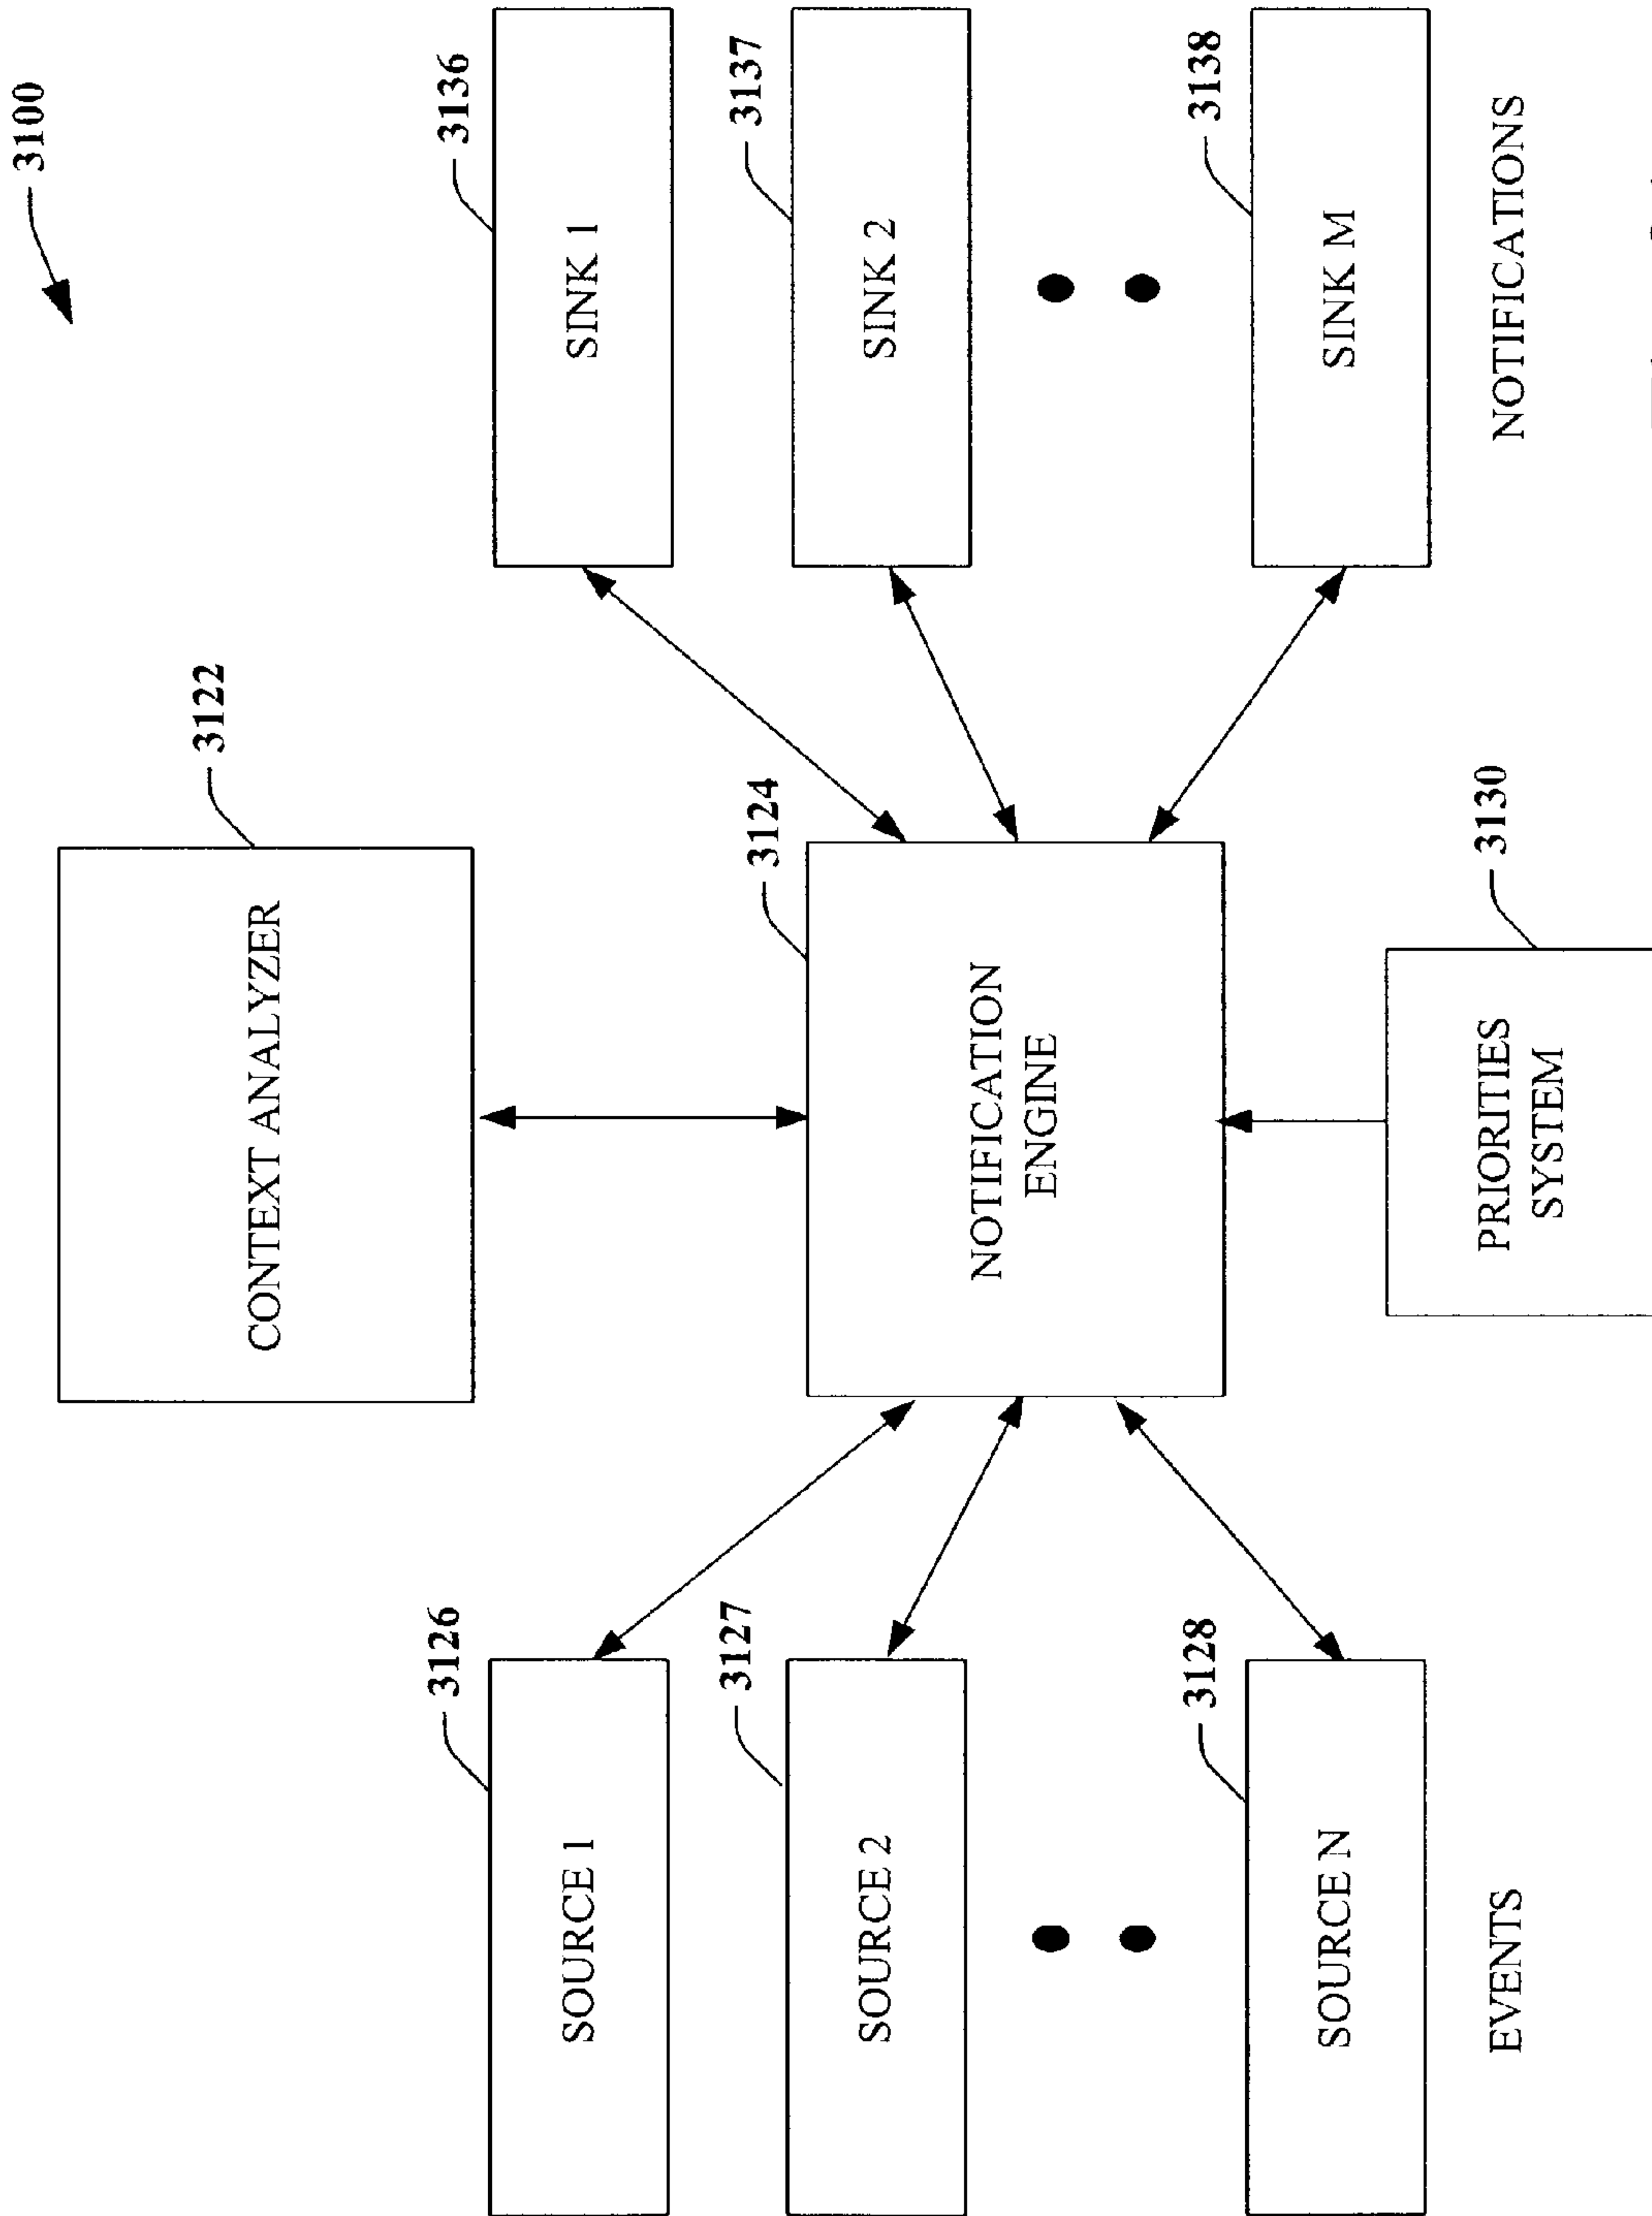 3100
CONTEXT ANALYZER
3122
3126
SOURCE 1
3127
SOURCE 2
3128
SOURCE N
EVENTS
3124
NOTIFICATION
ENGINE
3130
PRIORITIES
SYSTEM
3136
SINK 1
3137
SINK 2
3138
SINK M
NOTIFICATIONS